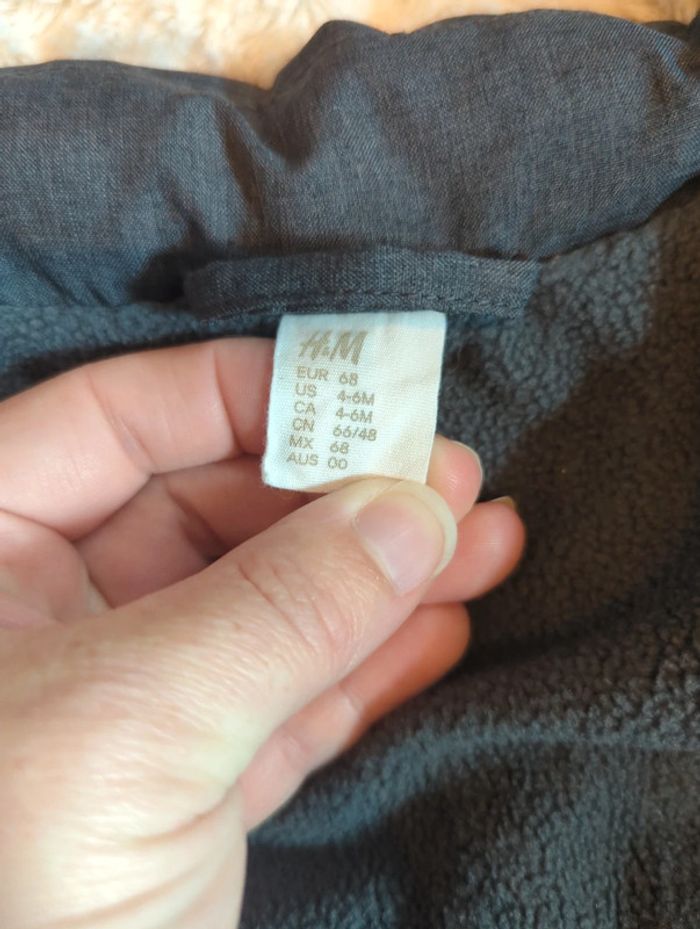 H&M
EUR 68
US 4-6M
CA 4-6M
CN 66/48
MX 68
AUS 00